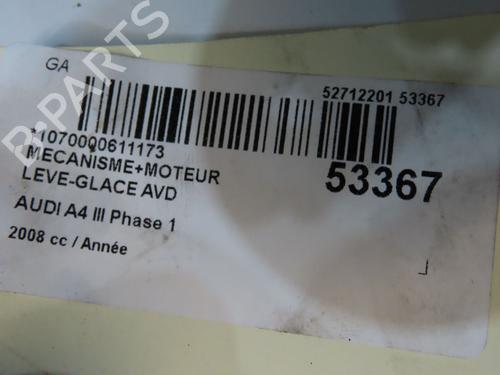 GA
52712201 53367
*1070000611173
MECANISME+MOTEUR
LEVE-GLACE AVD
53367
AUDI A4 III Phase 1
2008 cc / Année
B-PARTS